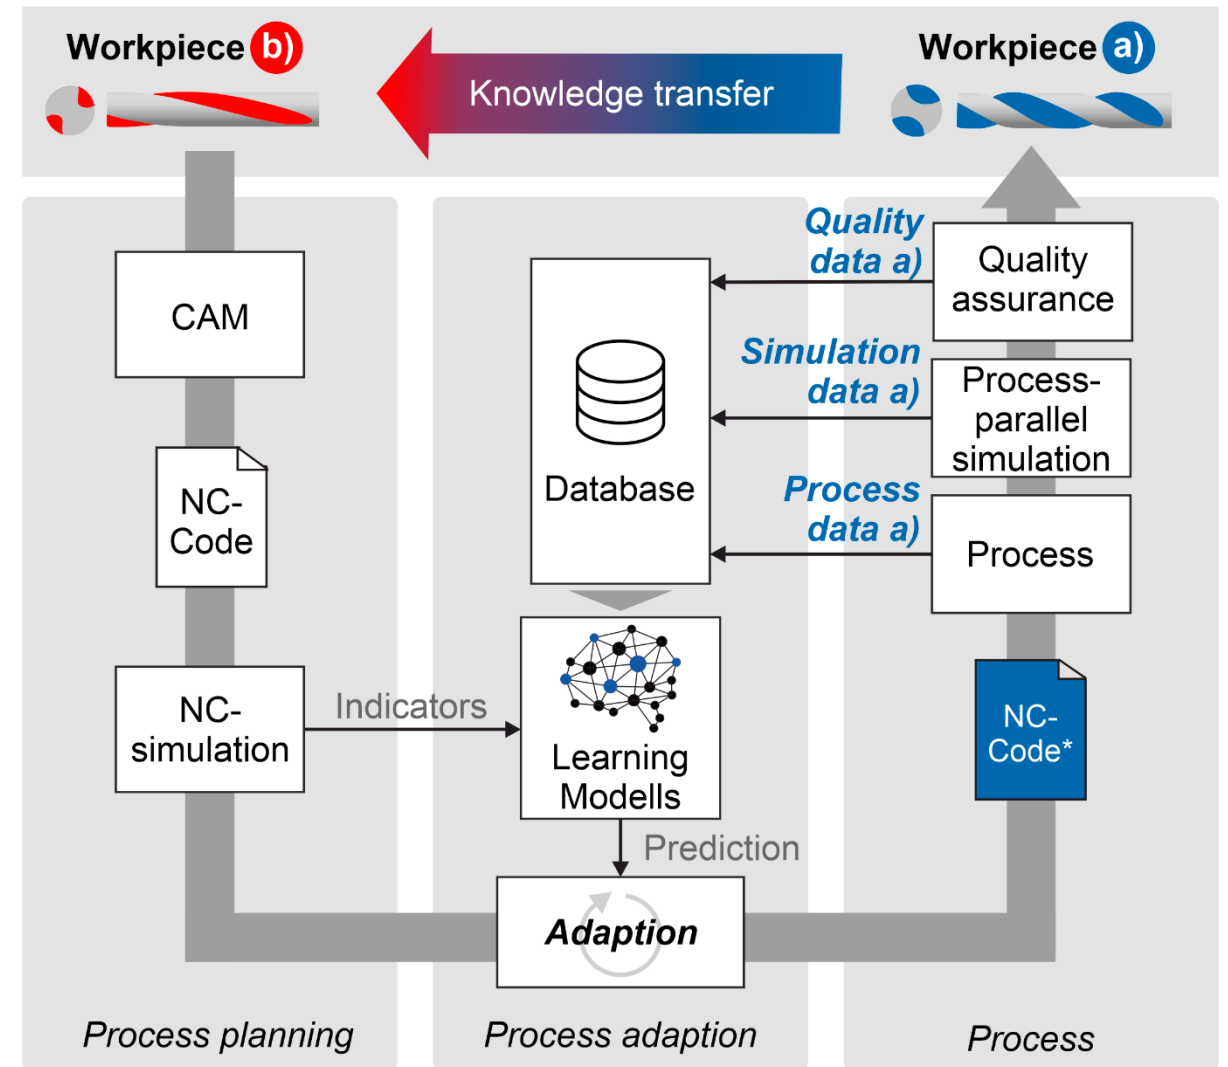 Workpiece b)
Knowledge transfer
Workpiece a)
CAM
NC-
Code
NC-
simulation
Indicators
Process planning
Database
Learning
Modells
Prediction
Adaption
Process adaption
Quality
data a)
Simulation
data a)
Process
data a)
Quality
assurance
Process-
parallel
simulation
Process
NC-
Code*
Process